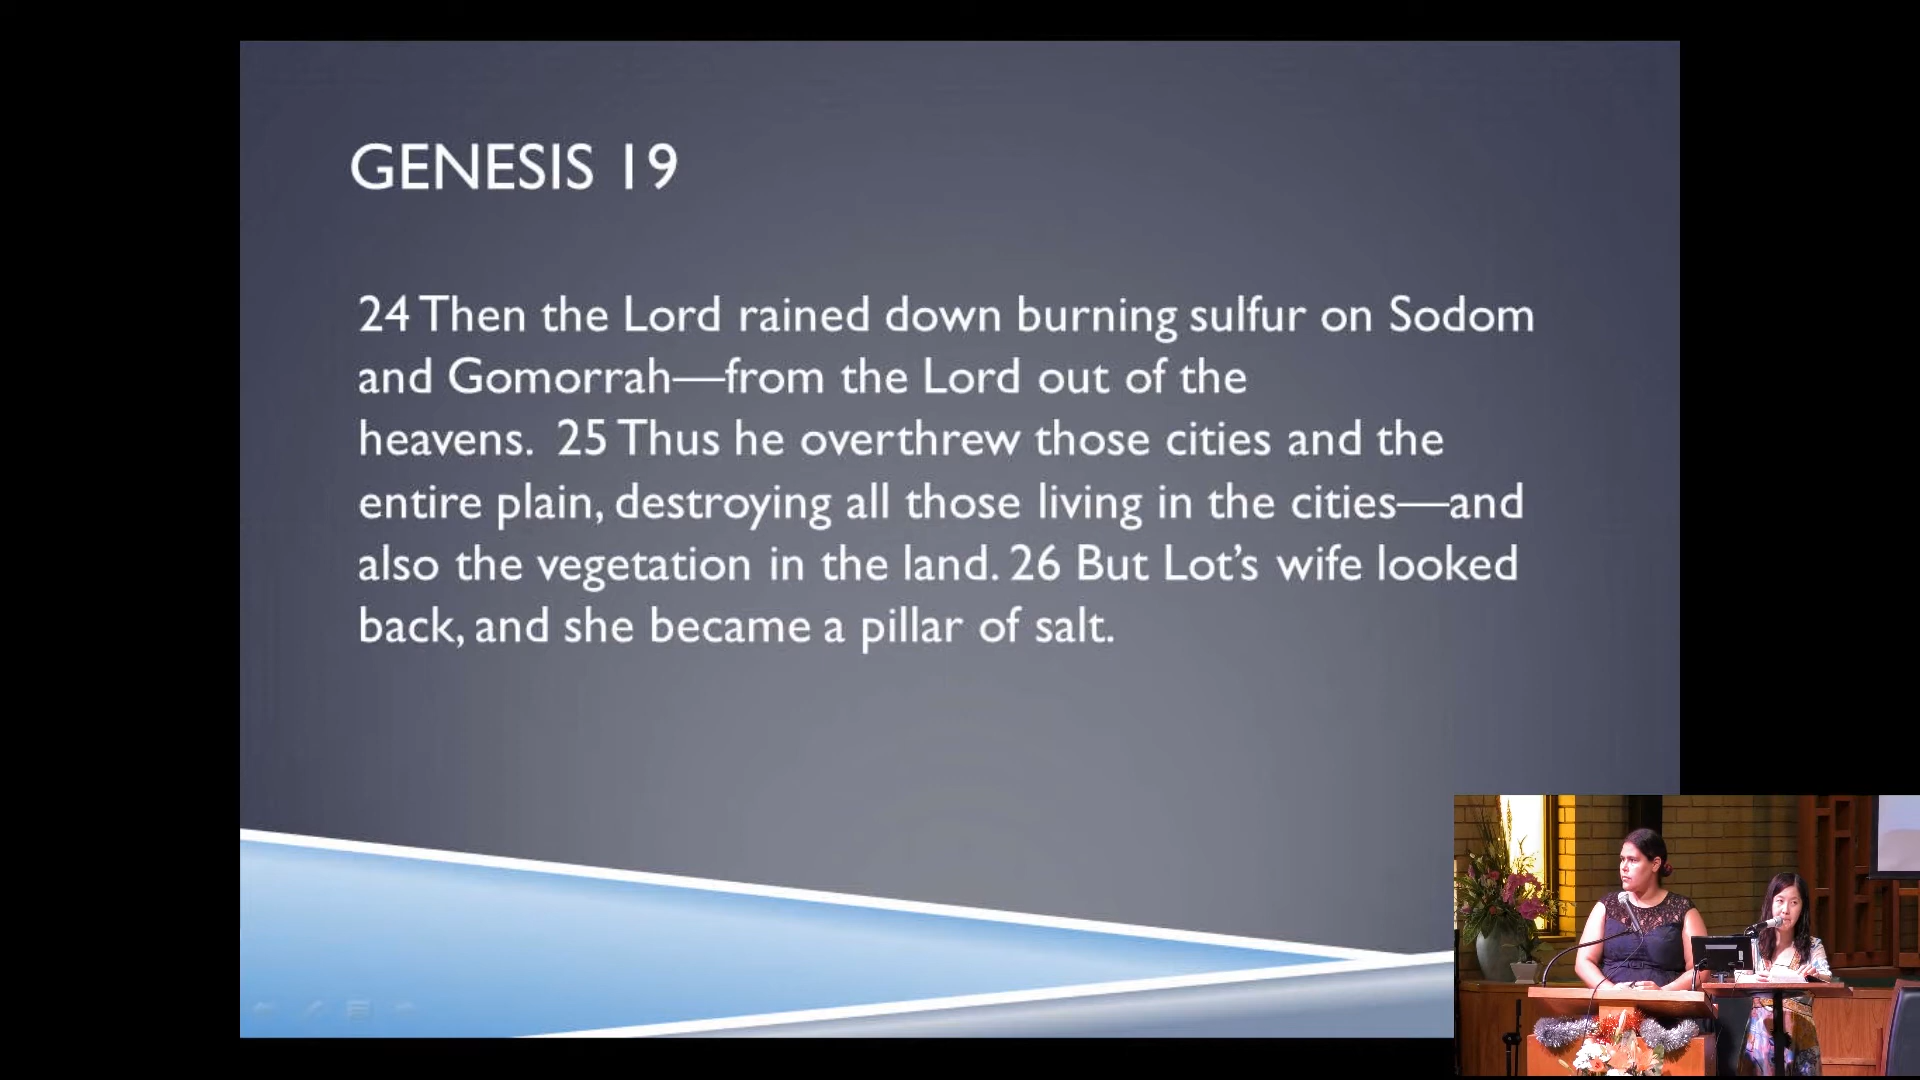 GENESIS 19
24 Then the Lord rained down burning sulfur on Sodom
and Gomorrah—from the Lord out of the
heavens.  25 Thus he overthrew those cities and the
entire plain, destroying all those living in the cities—and
also the vegetation in the land. 26 But Lot’s wife looked
back, and she became a pillar of salt.